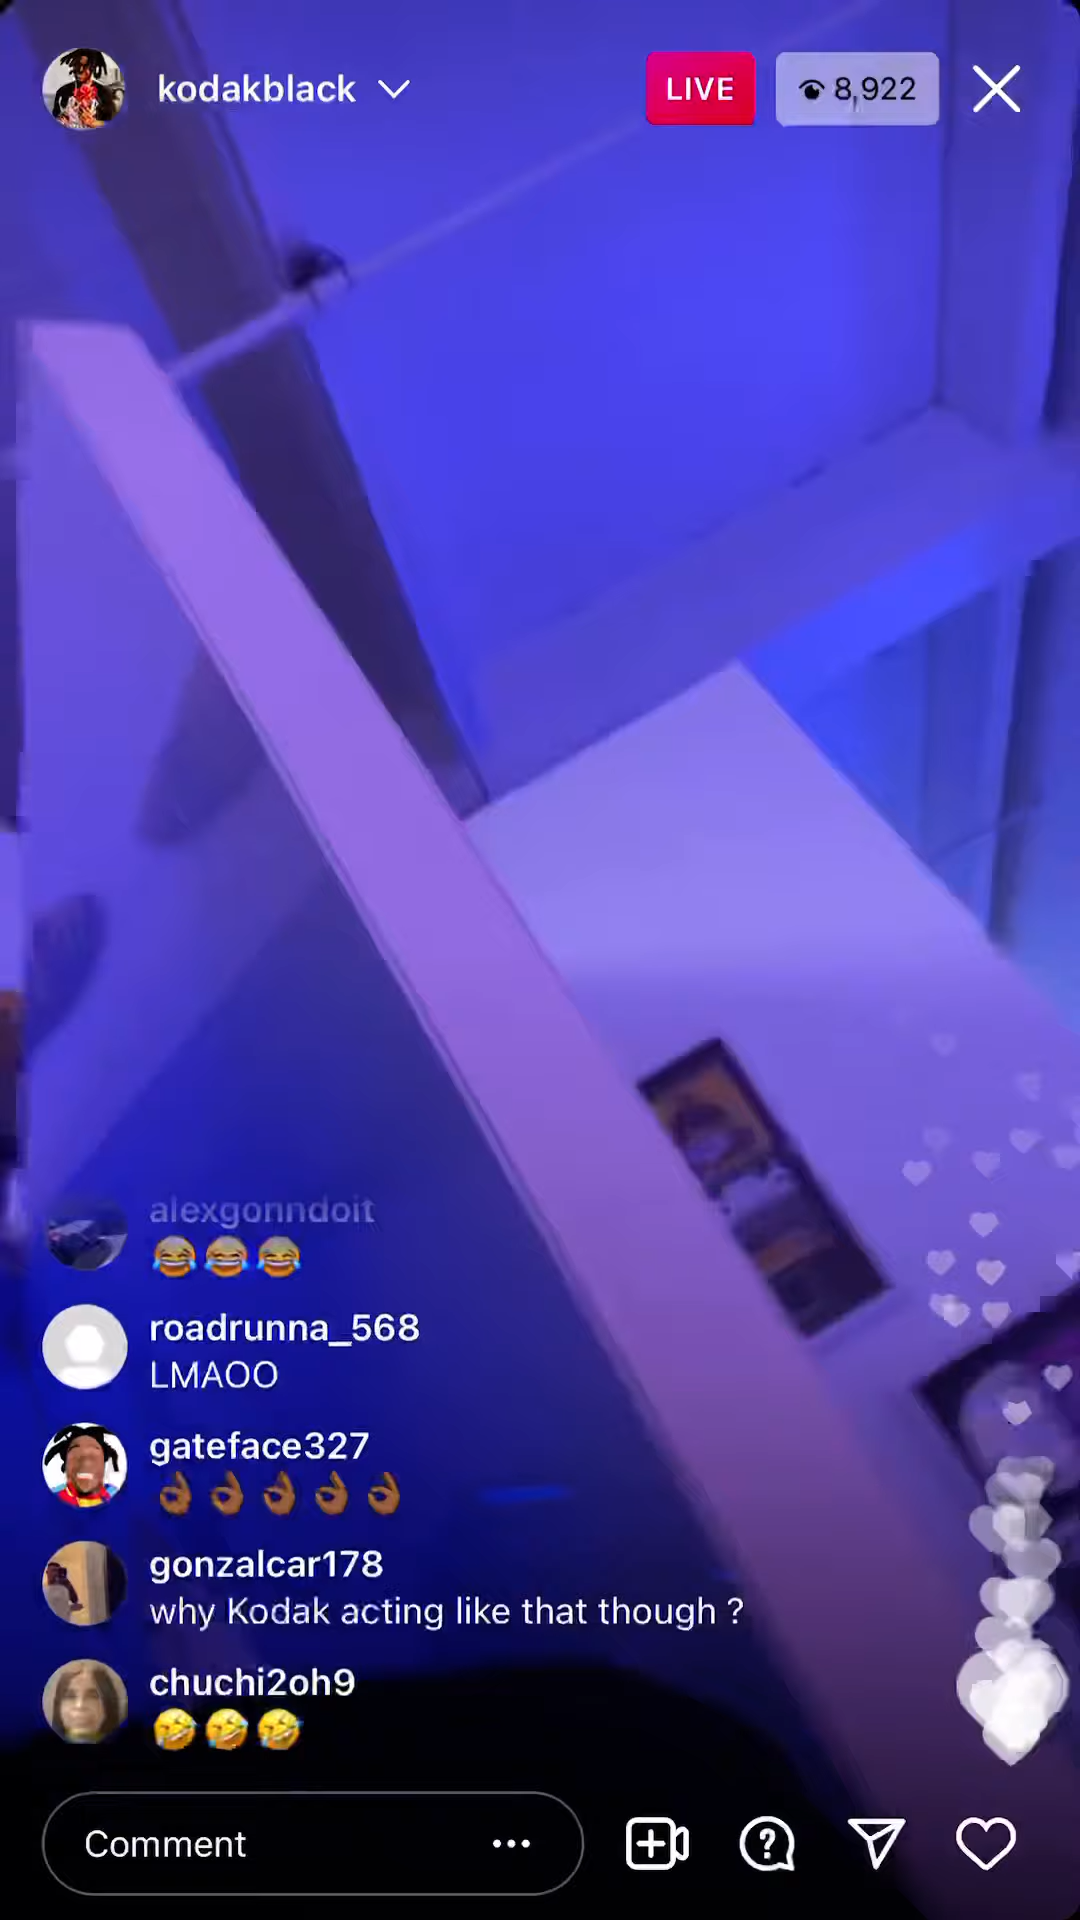 kodakblack
LIVE
8,922
alexgonndoit
😂😂😂
roadrunna_568
LMAOO
gateface327
👌🏾👌🏾👌🏾👌🏾👌🏾
gonzalcar178
why Kodak acting like that though ?
chuchi2oh9
🤣🤣🤣
Comment